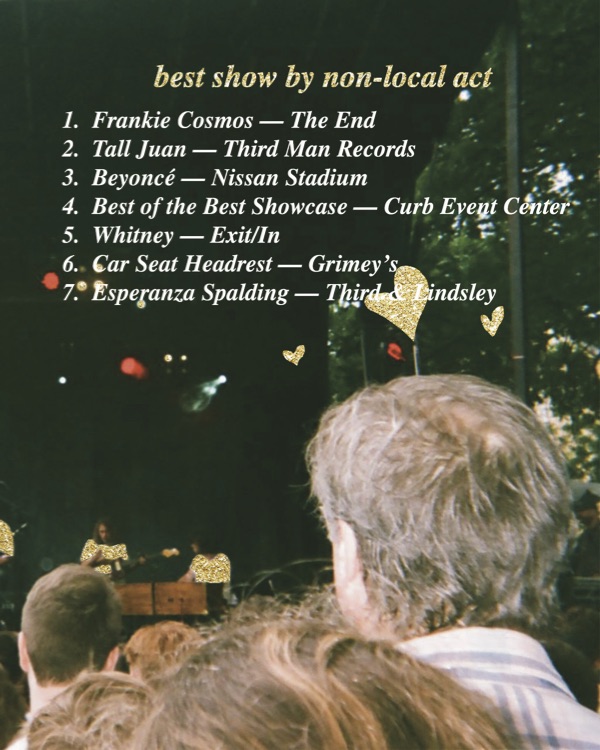 best show by non-local act
1. Frankie Cosmos — The End
2. Tall Juan — Third Man Records
3. Beyoncé — Nissan Stadium
4. Best of the Best Showcase — Curb Event Center
5. Whitney — Exit/In
6. Car Seat Headrest — Grimey’s
7. Esperanza Spalding — Third & Lindsley